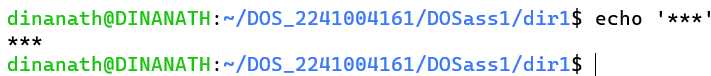 dinanath@DINANATH:~/DOS_2241004161/DOSass1/dir1$ echo '***'
***
dinanath@DINANATH:~/DOS_2241004161/DOSass1/dir1$